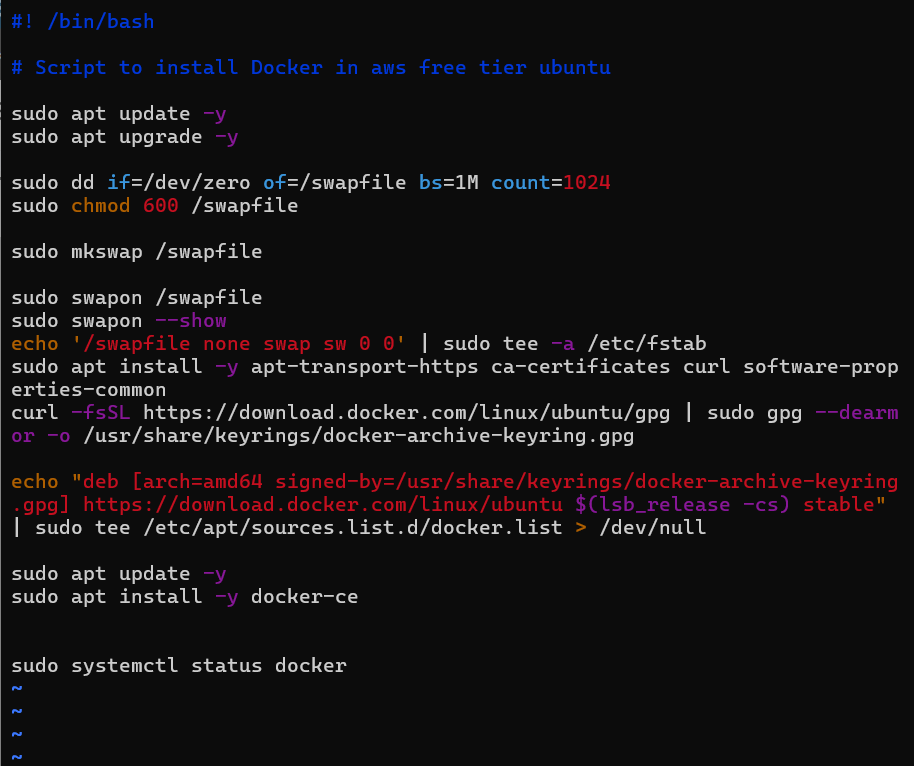 #! /bin/bash
# Script to install Docker in aws free tier ubuntu
sudo apt update -y
sudo apt upgrade -y
sudo dd if=/dev/zero of=/swapfile bs=1M count=1024
sudo chmod 600 /swapfile
sudo mkswap /swapfile
sudo swapon /swapfile
sudo swapon --show
echo '/swapfile none swap sw 0 0' | sudo tee -a /etc/fstab
sudo apt install -y apt-transport-https ca-certificates curl software-prop
erties-common
curl -fsSL https://download.docker.com/linux/ubuntu/gpg | sudo gpg --dearm
or -o /usr/share/keyrings/docker-archive-keyring.gpg
echo "deb [arch=amd64 signed-by=/usr/share/keyrings/docker-archive-keyring
.gpg] https://download.docker.com/linux/ubuntu $(lsb_release -cs) stable"
| sudo tee /etc/apt/sources.list.d/docker.list > /dev/null
sudo apt update -y
sudo apt install -y docker-ce
sudo systemctl status docker
~
~
~
~